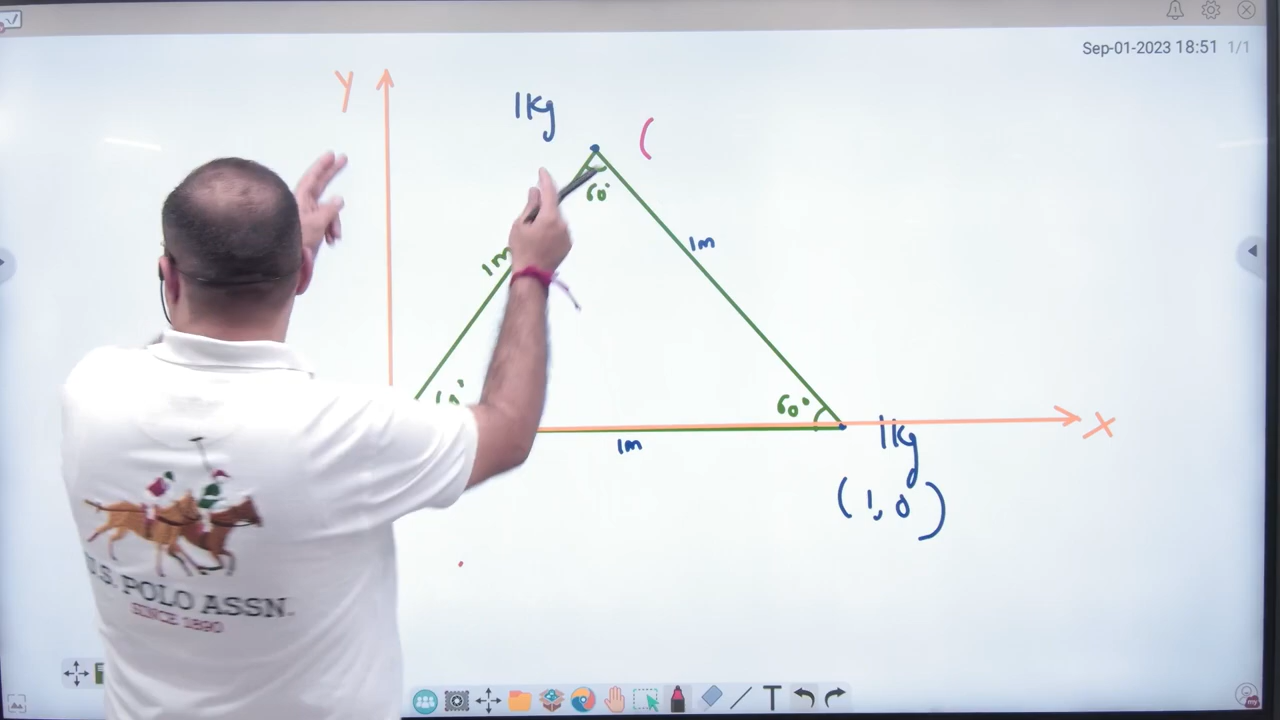 Sep-01-2023 18:51 1/1
Y
1Kg
(
60°
1m
1m
60°
1m
X
1Kg
(1, 0)
U.S. POLO ASSN.
SINCE 1890
T
my